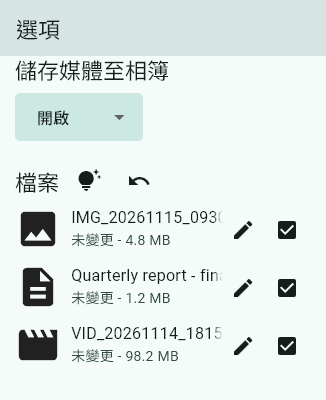 選項
儲存媒體至相簿
開啟
檔案
IMG_20261115_093
未變更 - 4.8 MB
Quarterly report - fin
未變更 - 1.2 MB
VID_20261114_1815
未變更 - 98.2 MB